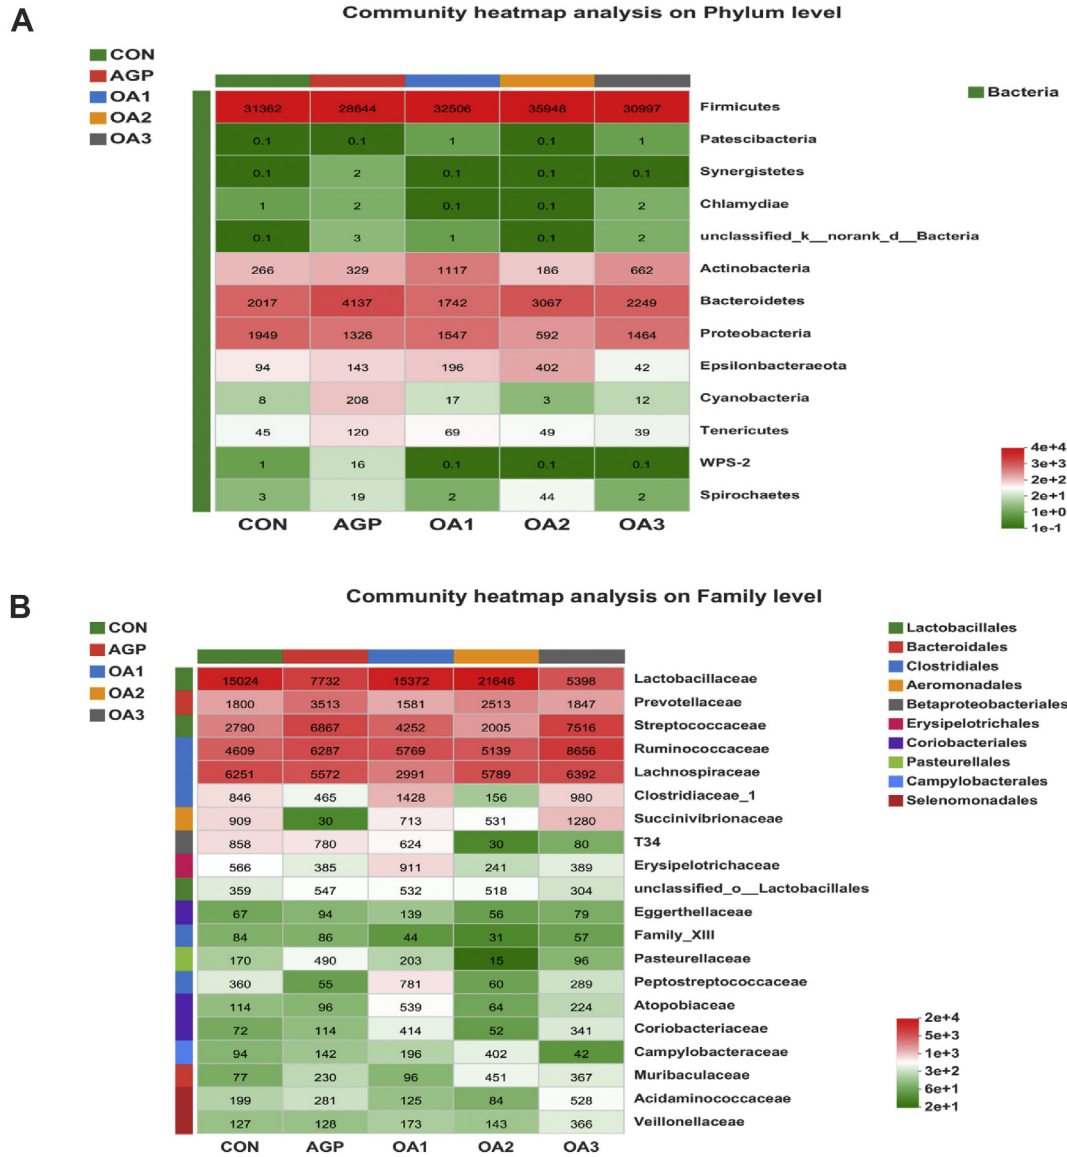 A
Community heatmap analysis on Phylum level
CON
AGP
OA1
OA2
OA3
Bacteria
31362 28644 32506 35948 30997 Firmicutes
0.1 0.1 1 0.1 1 Patescibacteria
0.1 2 0.1 0.1 0.1 Synergistetes
1 2 0.1 0.1 2 Chlamydiae
0.1 3 1 0.1 2 unclassified_k__norank_d__Bacteria
266 329 1117 186 662 Actinobacteria
2017 4137 1742 3067 2249 Bacteroidetes
1949 1326 1547 592 1464 Proteobacteria
94 143 196 402 42 Epsilonbacteraeota
8 208 17 3 12 Cyanobacteria
45 120 69 49 39 Tenericutes
1 16 0.1 0.1 0.1 WPS-2
3 19 2 44 2 Spirochaetes
CON AGP OA1 OA2 OA3
4e+4
3e+3
2e+2
2e+1
1e+0
1e-1
B
Community heatmap analysis on Family level
CON
AGP
OA1
OA2
OA3
Lactobacillales
Bacteroidales
Clostridiales
Aeromonadales
Betaproteobacteriales
Erysipelotrichales
Coriobacteriales
Pasteurellales
Campylobacterales
Selenomonadales
15024 7732 15372 21646 5398 Lactobacillaceae
1800 3513 1581 2513 1847 Prevotellaceae
2790 6867 4252 2005 7516 Streptococcaceae
4609 6287 5769 5139 8656 Ruminococcaceae
6251 5572 2991 5789 6392 Lachnospiraceae
846 465 1428 156 980 Clostridiaceae_1
909 30 713 531 1280 Succinivibrionaceae
858 780 624 30 80 T34
566 385 911 241 389 Erysipelotrichaceae
359 547 532 518 304 unclassified_o__Lactobacillales
67 94 139 56 79 Eggerthellaceae
84 86 44 31 57 Family_XIII
170 490 203 15 96 Pasteurellaceae
360 55 781 60 289 Peptostreptococcaceae
114 96 539 64 224 Atopobiaceae
72 114 414 52 341 Coriobacteriaceae
94 142 196 402 42 Campylobacteraceae
77 230 96 451 367 Muribaculaceae
199 281 125 84 528 Acidaminococcaceae
127 128 173 143 366 Veillonellaceae
CON AGP OA1 OA2 OA3
2e+4
5e+3
1e+3
3e+2
6e+1
2e+1